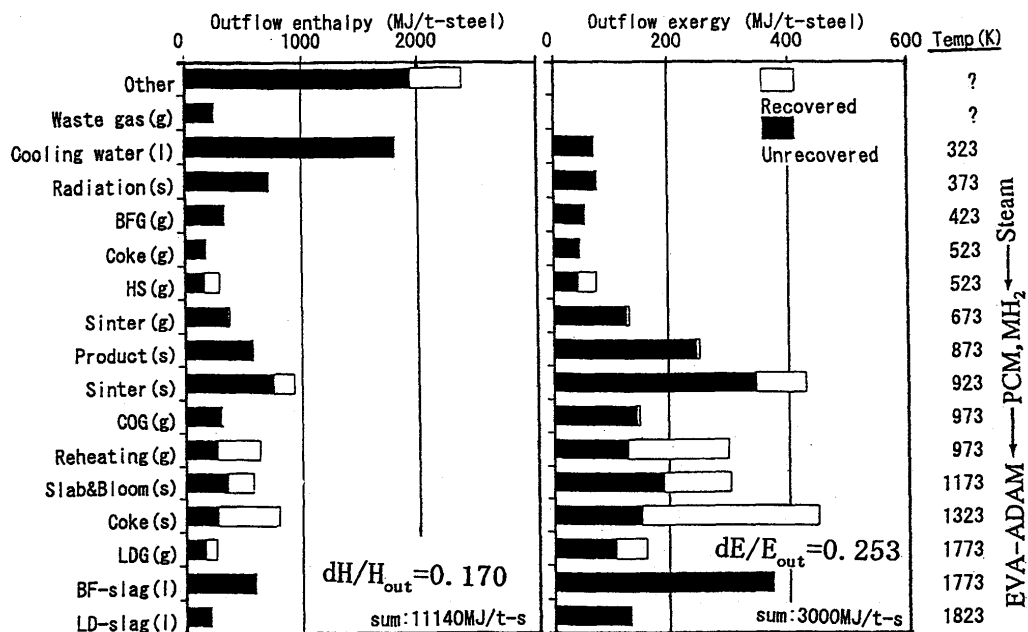 Outflow enthalpy (MJ/t-steel)
Outflow exergy (MJ/t-steel)
0 1000 2000
0 200 400 600 Temp(K)
Other ?
Recovered
Waste gas(g) ?
Unrecovered
Cooling water(l) 323
Radiation(s) 373
BFG(g) 423
Coke(g) 523
HS(g) 523
Sinter(g) 673
Product(s) 873
Sinter(s) 923
COG(g) 973
Reheating(g) 973
Slab&Bloom(s) 1173
Coke(s) 1323
LDG(g) 1773
BF-slag(l) 1773
LD-slag(l) 1823
dH/H_out=0.170
sum:11140MJ/t-s
dE/E_out=0.253
sum:3000MJ/t-s
EVA-ADAM ← PCM, MH₂ ← Steam